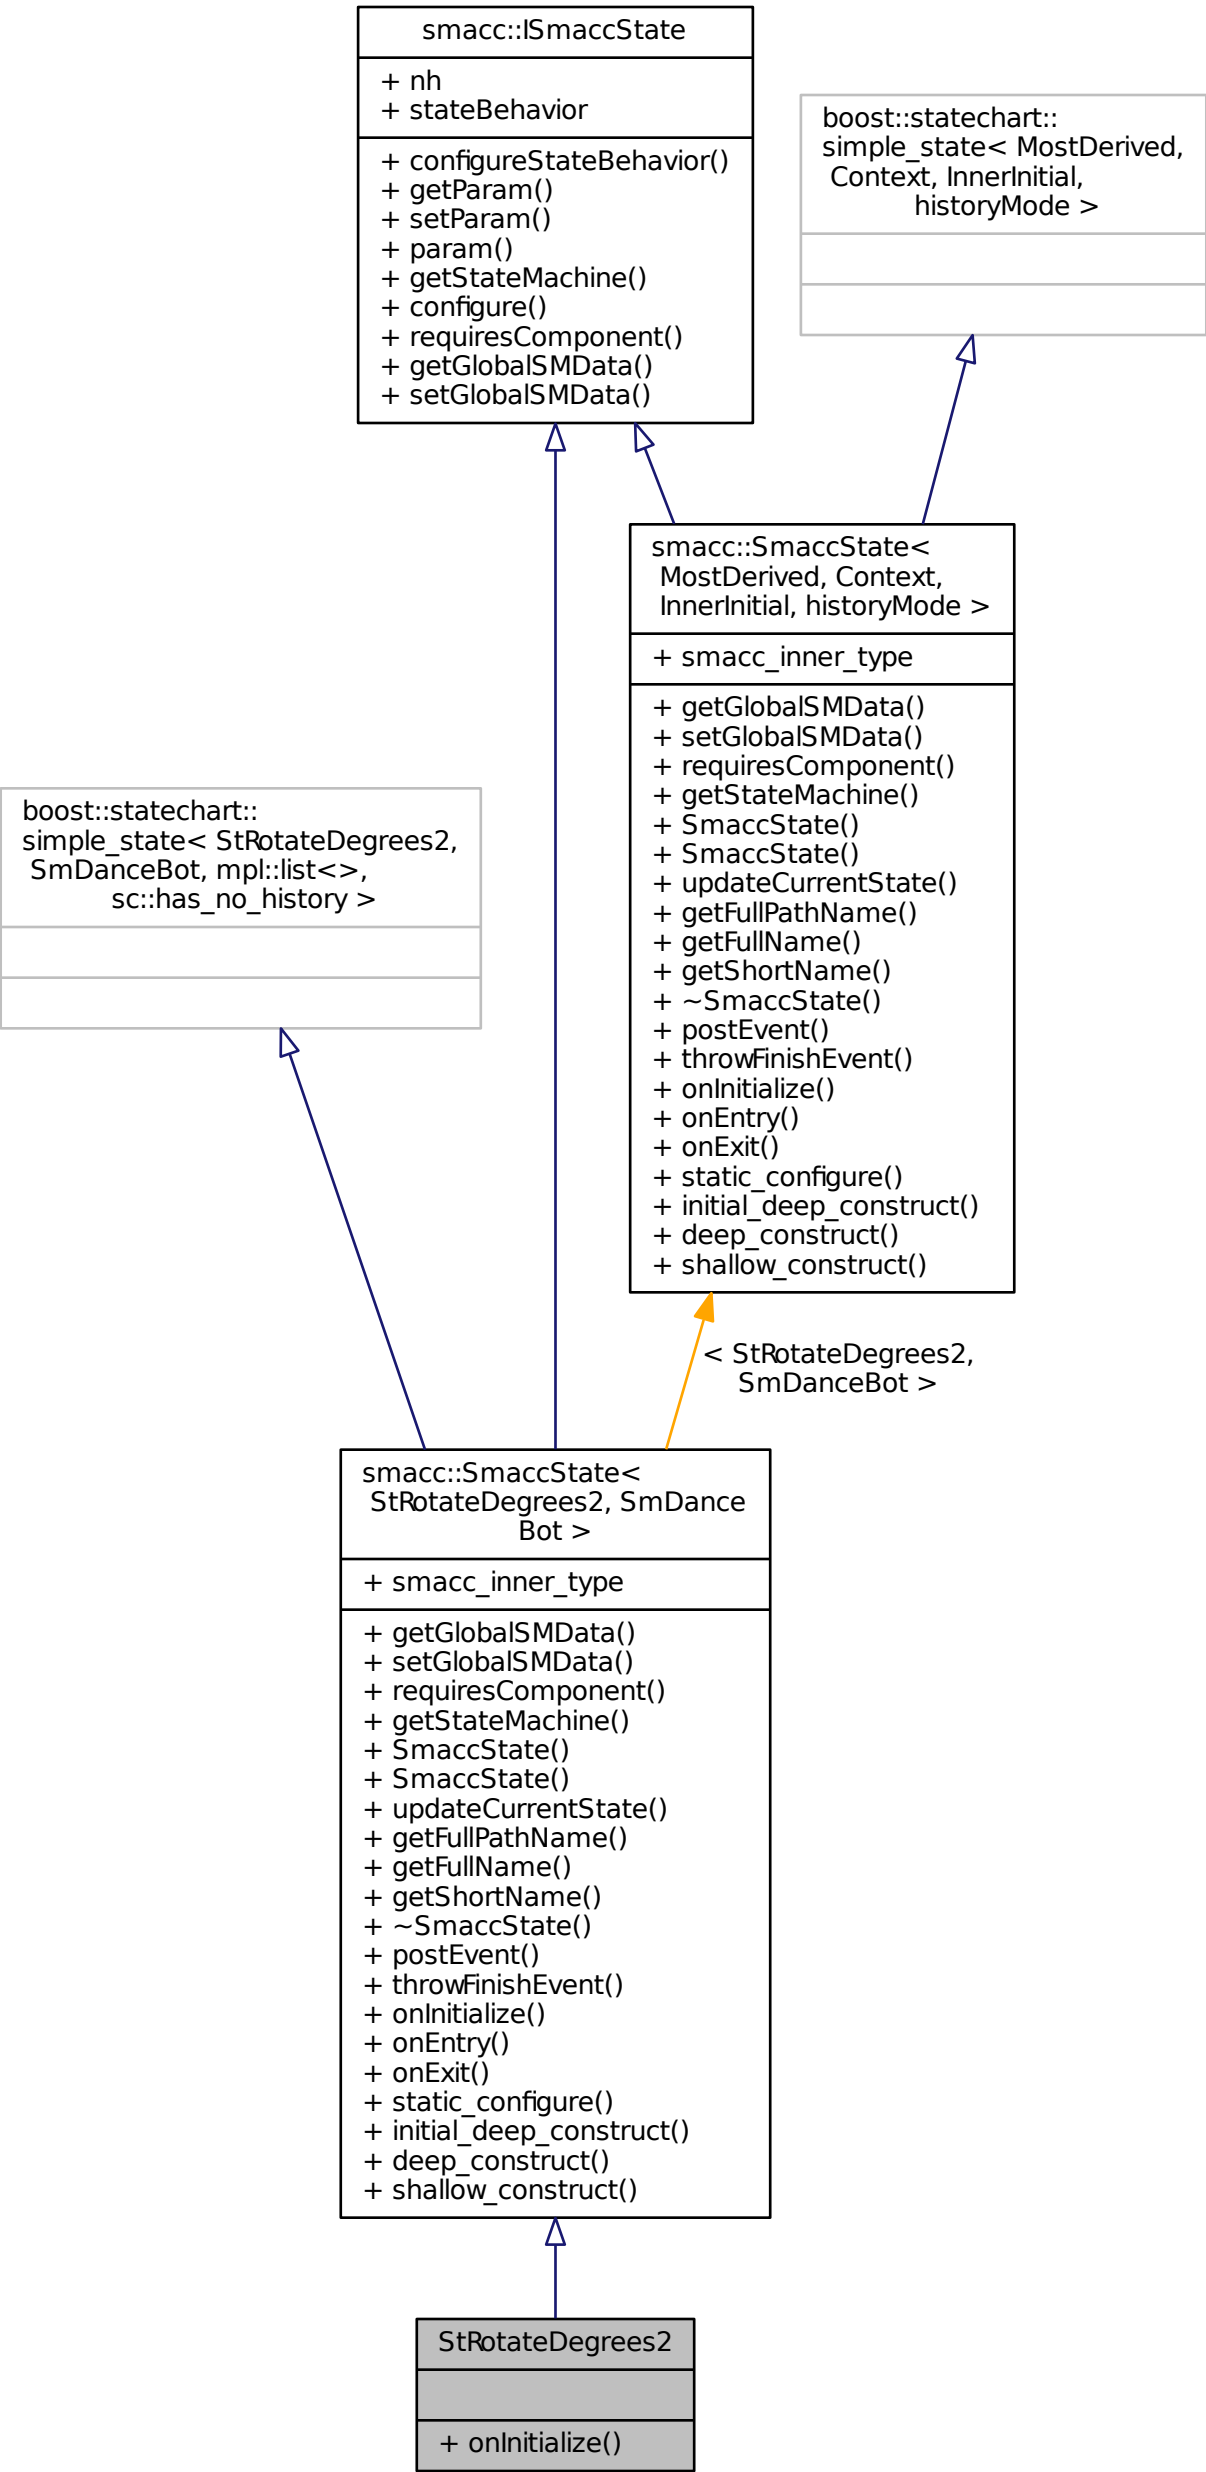 smacc::ISmaccState
+ nh
+ stateBehavior
+ configureStateBehavior()
+ getParam()
+ setParam()
+ param()
+ getStateMachine()
+ configure()
+ requiresComponent()
+ getGlobalSMData()
+ setGlobalSMData()
boost::statechart::
simple_state< MostDerived,
Context, InnerInitial,
historyMode >
smacc::SmaccState<
MostDerived, Context,
InnerInitial, historyMode >
+ smacc_inner_type
+ getGlobalSMData()
+ setGlobalSMData()
+ requiresComponent()
+ getStateMachine()
+ SmaccState()
+ SmaccState()
+ updateCurrentState()
+ getFullPathName()
+ getFullName()
+ getShortName()
+ ~SmaccState()
+ postEvent()
+ throwFinishEvent()
+ onInitialize()
+ onEntry()
+ onExit()
+ static_configure()
+ initial_deep_construct()
+ deep_construct()
+ shallow_construct()
boost::statechart::
simple_state< StRotateDegrees2,
SmDanceBot, mpl::list<>,
sc::has_no_history >
< StRotateDegrees2,
SmDanceBot >
smacc::SmaccState<
StRotateDegrees2, SmDance
Bot >
+ smacc_inner_type
+ getGlobalSMData()
+ setGlobalSMData()
+ requiresComponent()
+ getStateMachine()
+ SmaccState()
+ SmaccState()
+ updateCurrentState()
+ getFullPathName()
+ getFullName()
+ getShortName()
+ ~SmaccState()
+ postEvent()
+ throwFinishEvent()
+ onInitialize()
+ onEntry()
+ onExit()
+ static_configure()
+ initial_deep_construct()
+ deep_construct()
+ shallow_construct()
StRotateDegrees2
+ onInitialize()